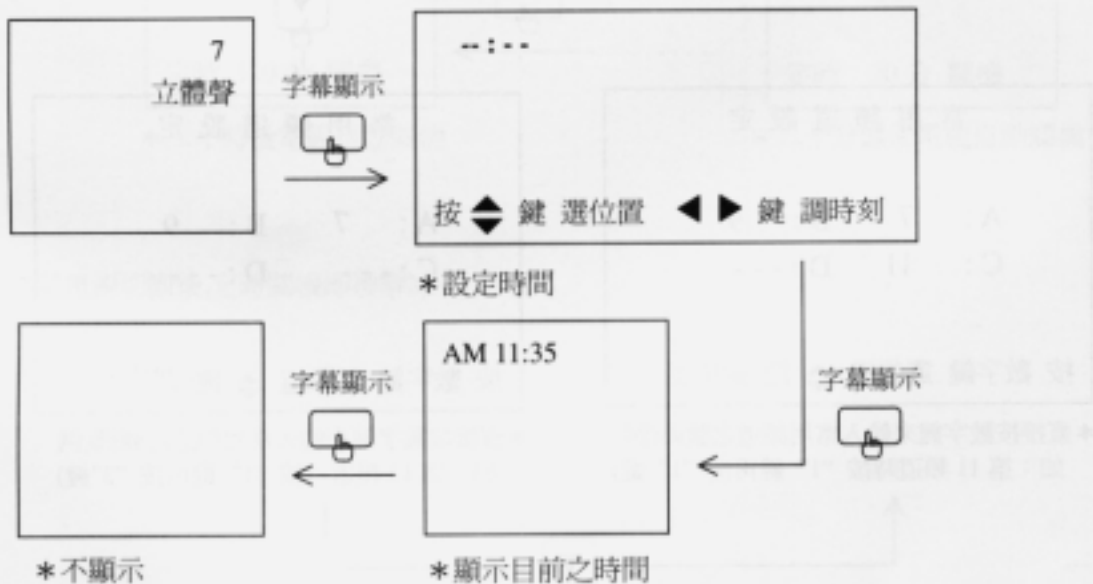 7
立體聲
字幕顯示
--:--
按 ◆ 鍵 選位置 ◀ ▶ 鍵 調時刻
*設定時間
AM 11:35
字幕顯示
字幕顯示
*不顯示
*顯示目前之時間